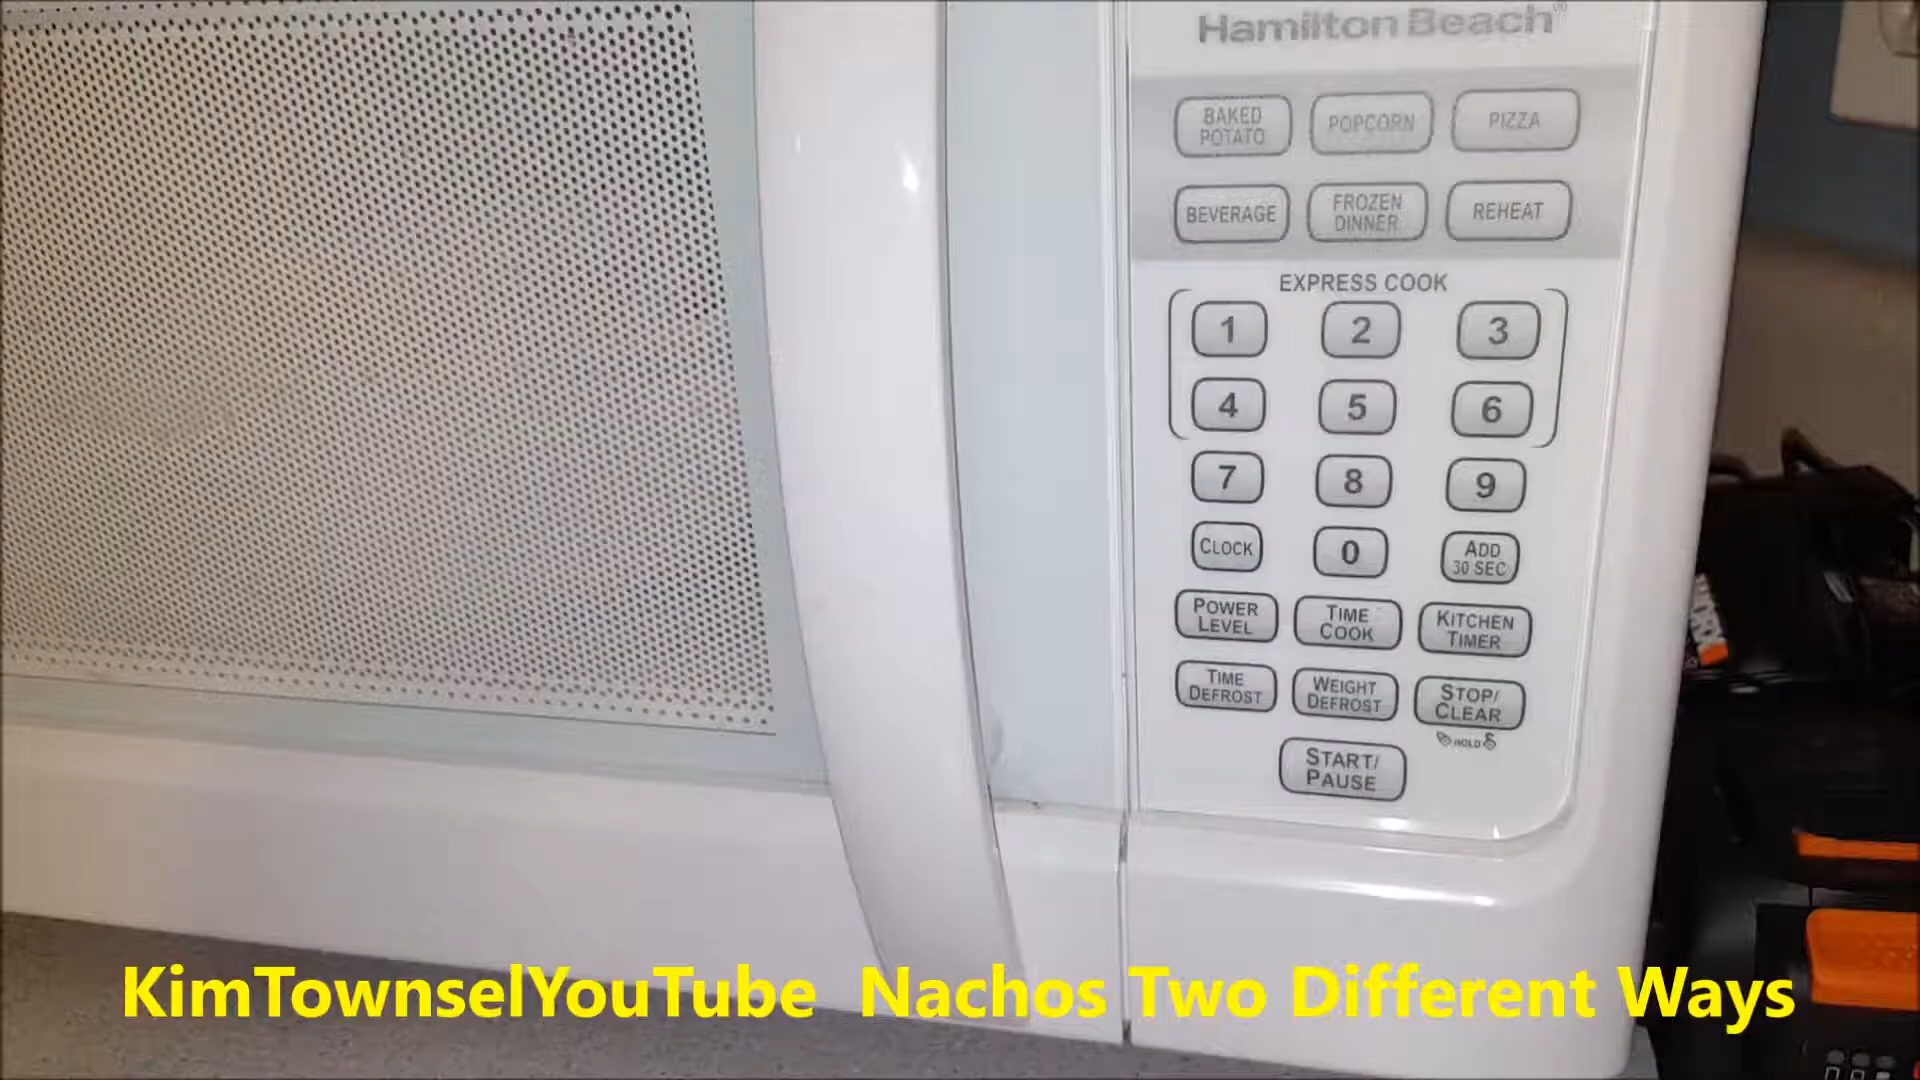 Hamilton Beach
BAKED
POTATO
POPCORN
PIZZA
BEVERAGE
FROZEN
DINNER
REHEAT
EXPRESS COOK
1 2 3
4 5 6
7 8 9
CLOCK
0
ADD
30 SEC
POWER
LEVEL
TIME
COOK
KITCHEN
TIMER
TIME
DEFROST
WEIGHT
DEFROST
STOP/
CLEAR
HOLD
START/
PAUSE
KimTownselYouTube Nachos Two Different Ways